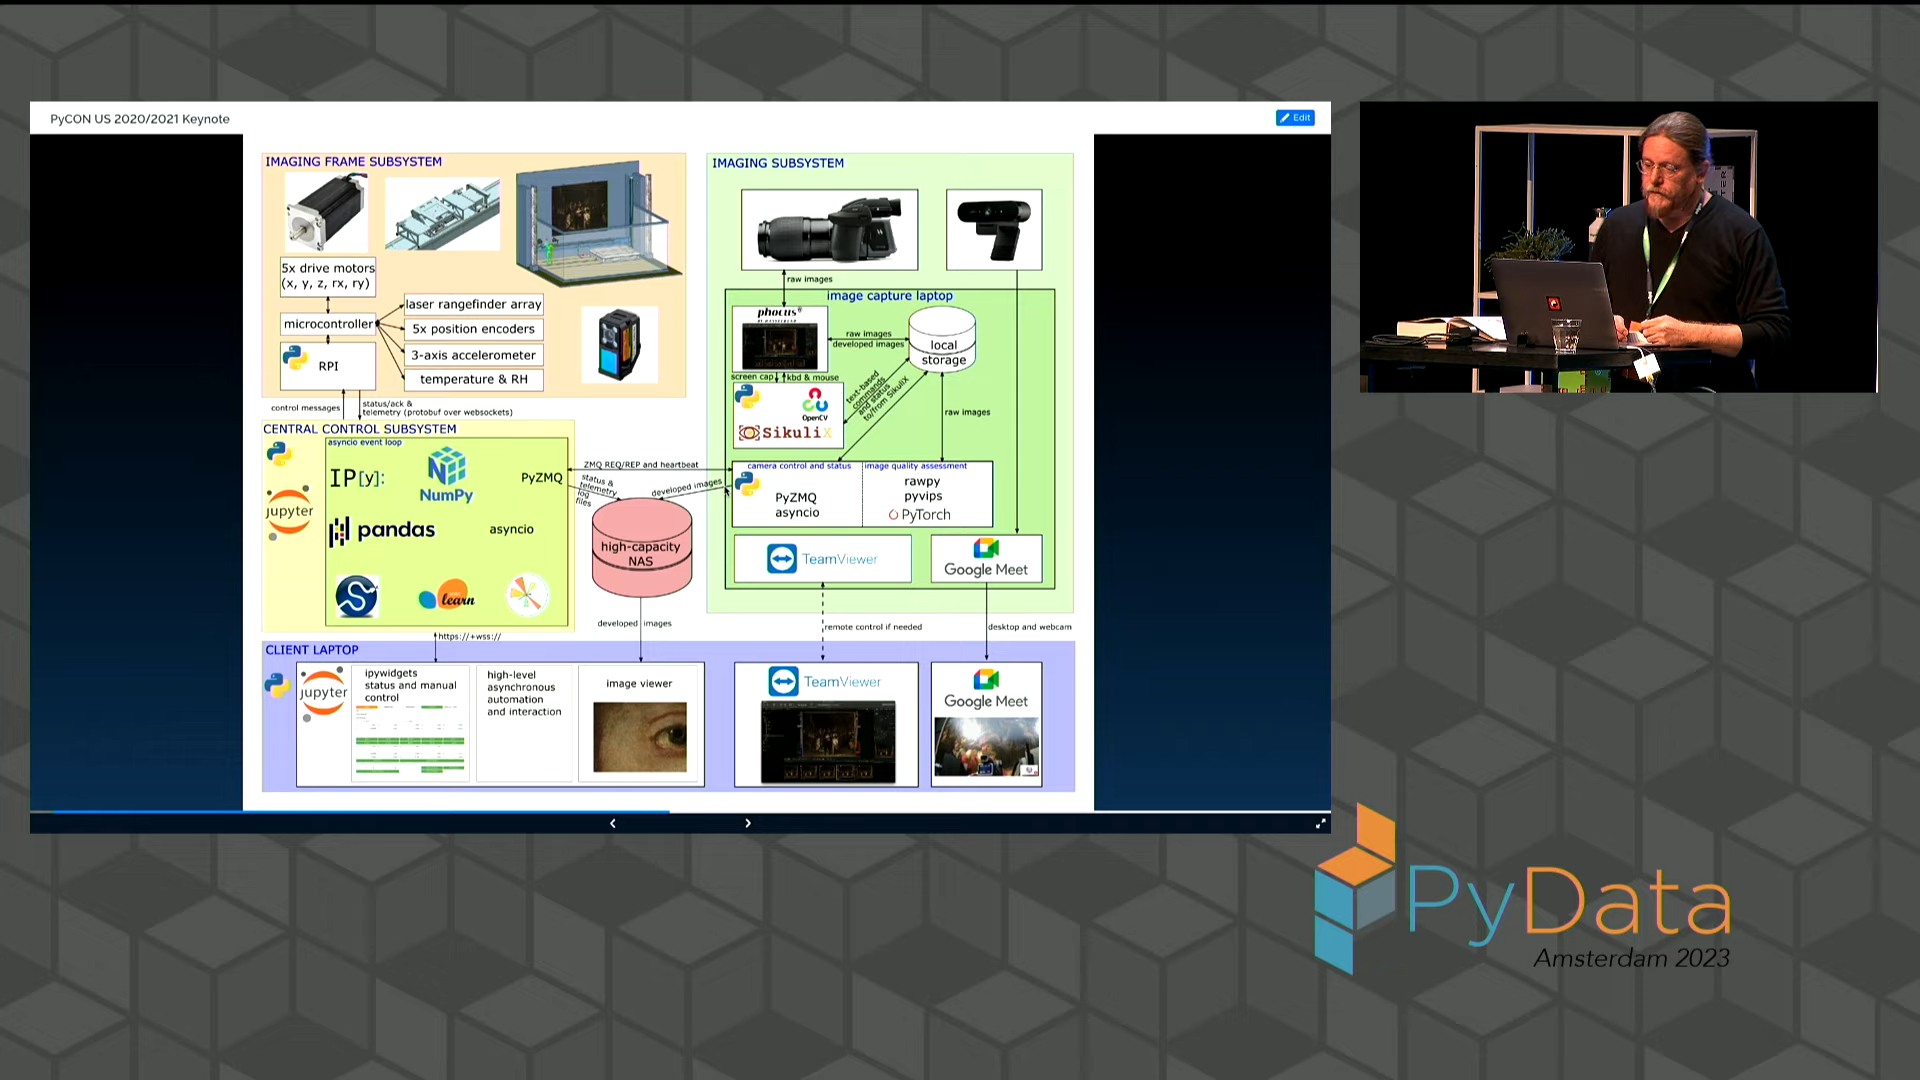 PyCON US 2020/2021 Keynote
Edit
IMAGING FRAME SUBSYSTEM
5x drive motors
(x, y, z, rx, ry)
microcontroller
RPI
laser rangefinder array
5x position encoders
3-axis accelerometer
temperature & RH
control messages
status/ack &
telemetry (protobuf over websockets)
CENTRAL CONTROL SUBSYSTEM
asyncio event loop
jupyter
IP[y]:
NumPy
PyZMQ
pandas
asyncio
learn
ZMQ REQ/REP and heartbeat
status &
telemetry
log
files
developed images
high-capacity
NAS
developed images
https://+wss://
IMAGING SUBSYSTEM
raw images
image capture laptop
phocus
raw images
developed images
local
storage
screen cap
kbd & mouse
OpenCV
SikuliX
text-based
commands
and status
to/from Sikulix
raw images
camera control and status
PyZMQ
asyncio
image quality assessment
rawpy
pyvips
PyTorch
TeamViewer
Google Meet
remote control if needed
desktop and webcam
CLIENT LAPTOP
jupyter
ipywidgets
status and manual
control
high-level
asynchronous
automation
and interaction
image viewer
TeamViewer
Google Meet
PyData
Amsterdam 2023